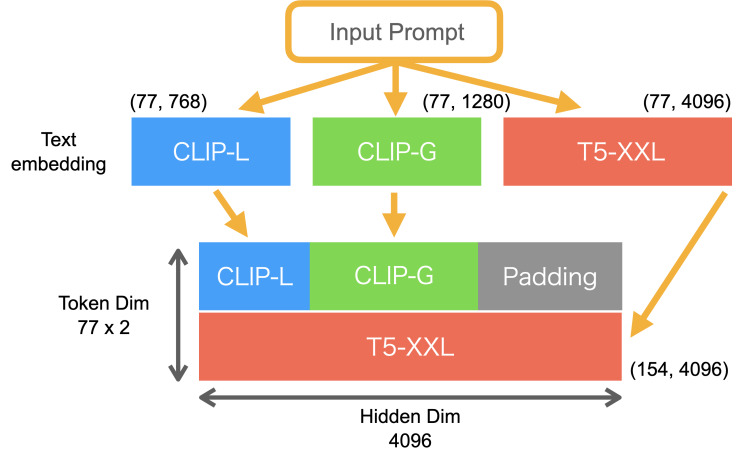 Input Prompt
(77, 768)
(77, 1280)
(77, 4096)
Text
embedding
CLIP-L
CLIP-G
T5-XXL
CLIP-L
CLIP-G
Padding
Token Dim
77 x 2
T5-XXL
(154, 4096)
Hidden Dim
4096